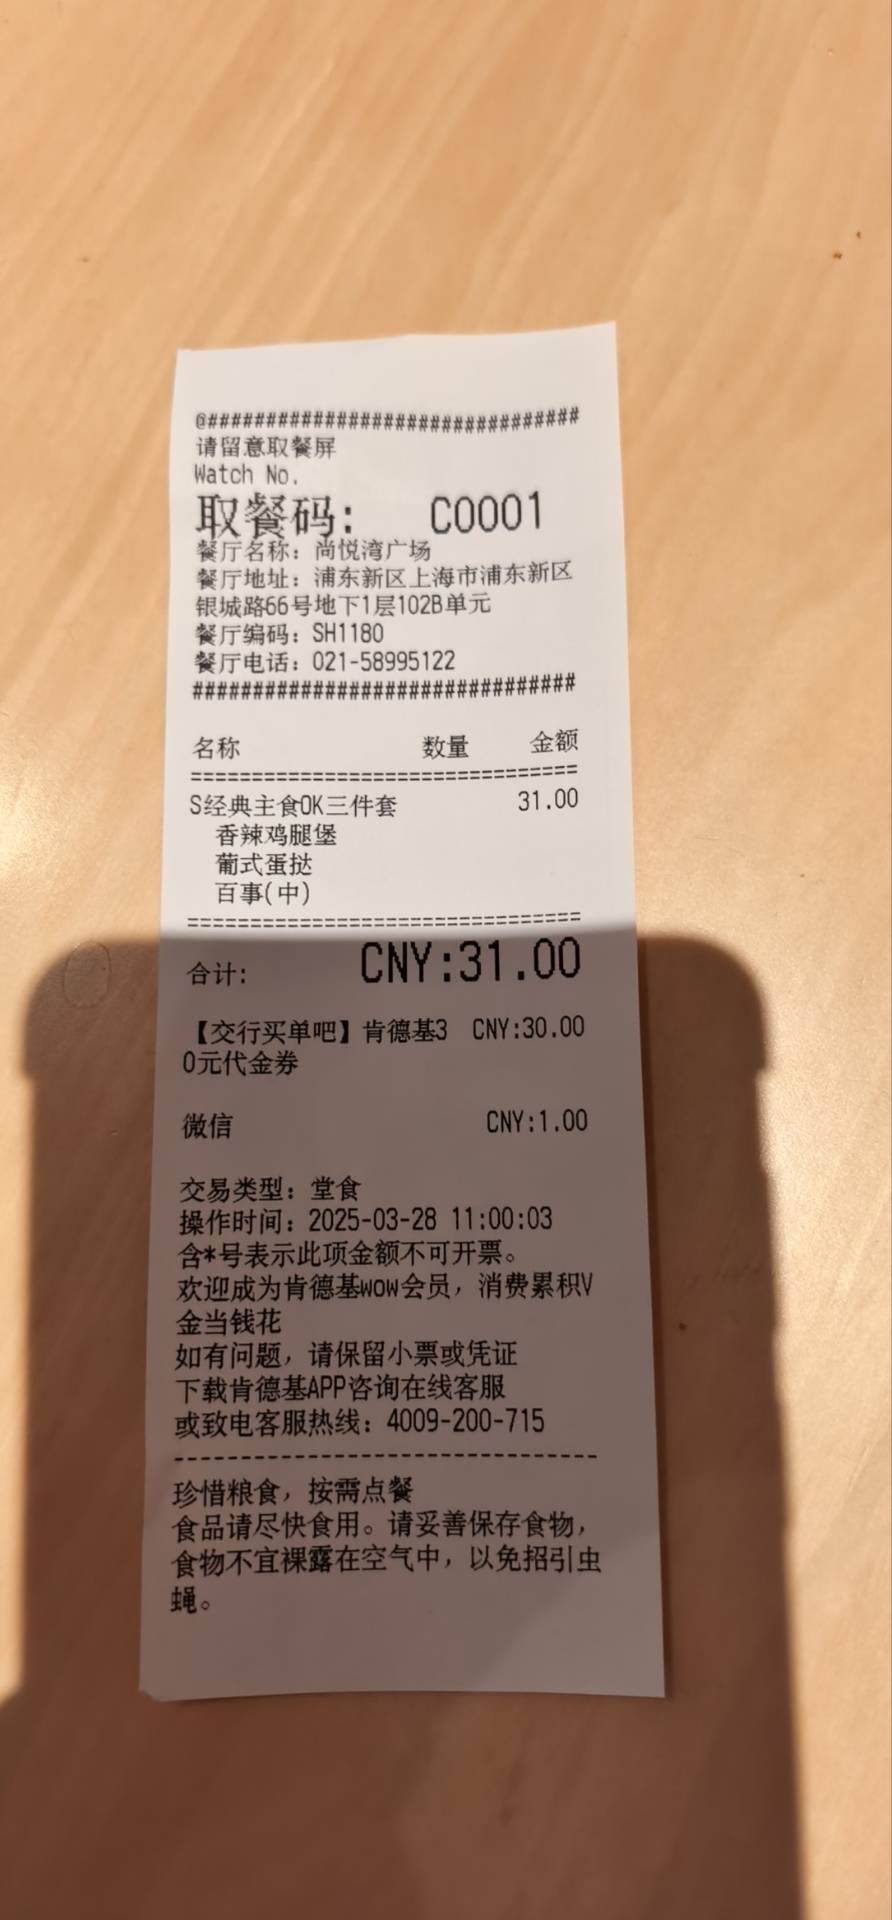 @################################
请留意取餐屏
Watch No.
取餐码: C0001
餐厅名称: 尚悦湾广场
餐厅地址: 浦东新区上海市浦东新区
银城路66号地下1层102B单元
餐厅编码: SH1180
餐厅电话: 021-58995122
#################################
名称 数量 金额
================================
S经典主食OK三件套 31.00
香辣鸡腿堡
葡式蛋挞
百事(中)
================================
合计: CNY:31.00
【交行买单吧】肯德基3 CNY:30.00
0元代金券
微信 CNY:1.00
交易类型: 堂食
操作时间: 2025-03-28 11:00:03
含*号表示此项金额不可开票。
欢迎成为肯德基wow会员, 消费累积V
金当钱花
如有问题, 请保留小票或凭证
下载肯德基APP咨询在线客服
或致电客服热线: 4009-200-715
--------------------------------
珍惜粮食, 按需点餐
食品请尽快食用。请妥善保存食物,
食物不宜裸露在空气中, 以免招引虫
蝇。